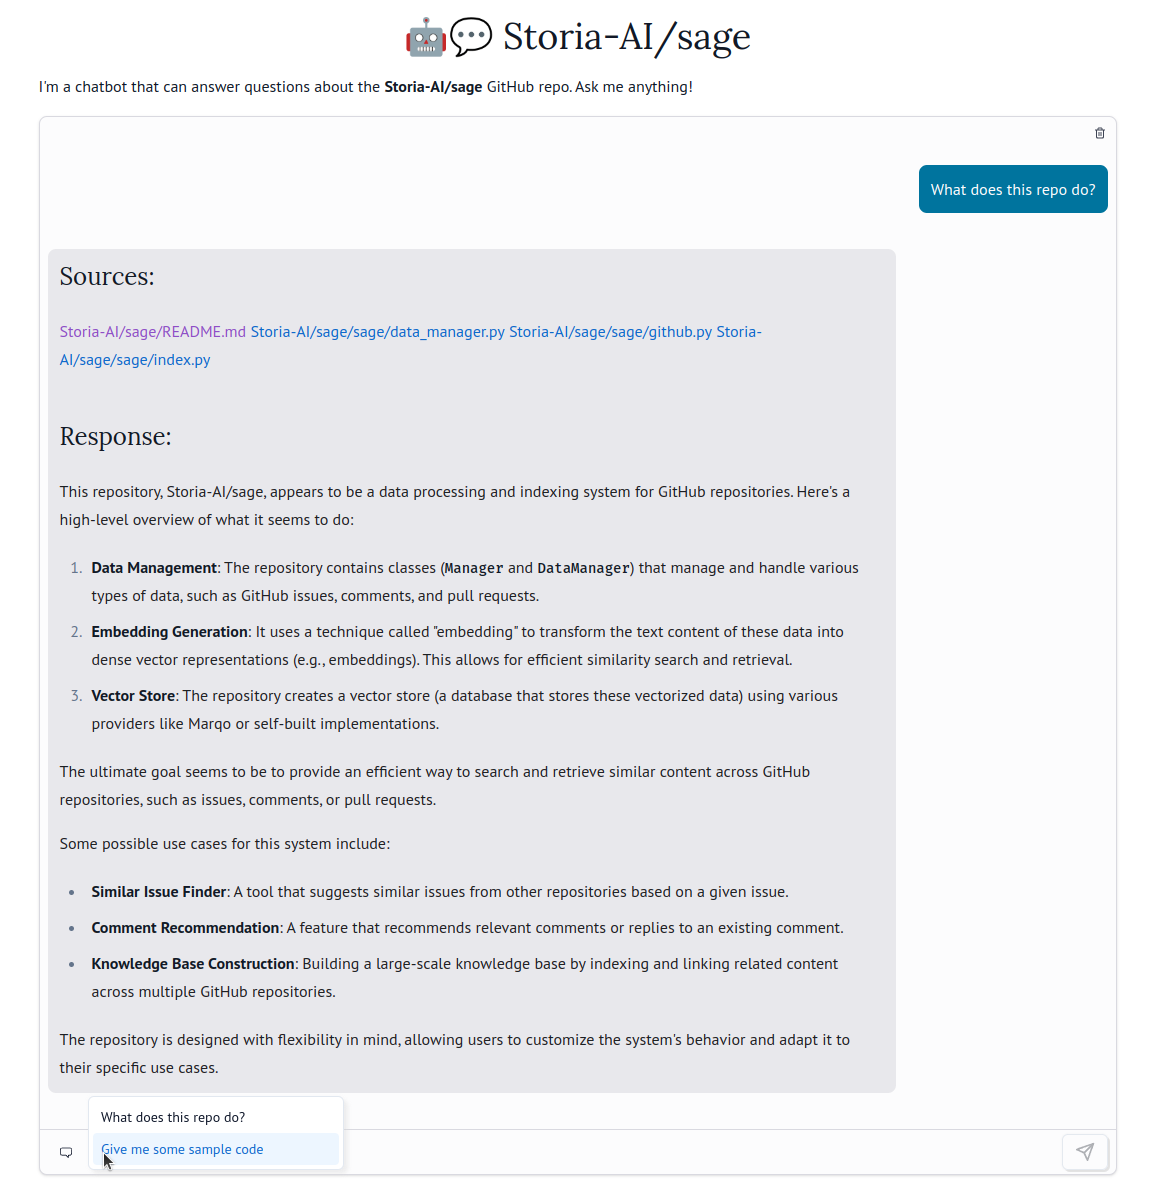 🤖💬 Storia-AI/sage
I'm a chatbot that can answer questions about the Storia-AI/sage GitHub repo. Ask me anything!
What does this repo do?
Sources:
Storia-AI/sage/README.md Storia-AI/sage/sage/data_manager.py Storia-AI/sage/sage/github.py Storia-
AI/sage/sage/index.py
Response:
This repository, Storia-AI/sage, appears to be a data processing and indexing system for GitHub repositories. Here's a
high-level overview of what it seems to do:
1. Data Management: The repository contains classes (Manager and DataManager) that manage and handle various
types of data, such as GitHub issues, comments, and pull requests.
2. Embedding Generation: It uses a technique called "embedding" to transform the text content of these data into
dense vector representations (e.g., embeddings). This allows for efficient similarity search and retrieval.
3. Vector Store: The repository creates a vector store (a database that stores these vectorized data) using various
providers like Marqo or self-built implementations.
The ultimate goal seems to be to provide an efficient way to search and retrieve similar content across GitHub
repositories, such as issues, comments, or pull requests.
Some possible use cases for this system include:
• Similar Issue Finder: A tool that suggests similar issues from other repositories based on a given issue.
• Comment Recommendation: A feature that recommends relevant comments or replies to an existing comment.
• Knowledge Base Construction: Building a large-scale knowledge base by indexing and linking related content
across multiple GitHub repositories.
The repository is designed with flexibility in mind, allowing users to customize the system's behavior and adapt it to
their specific use cases.
What does this repo do?
Give me some sample code